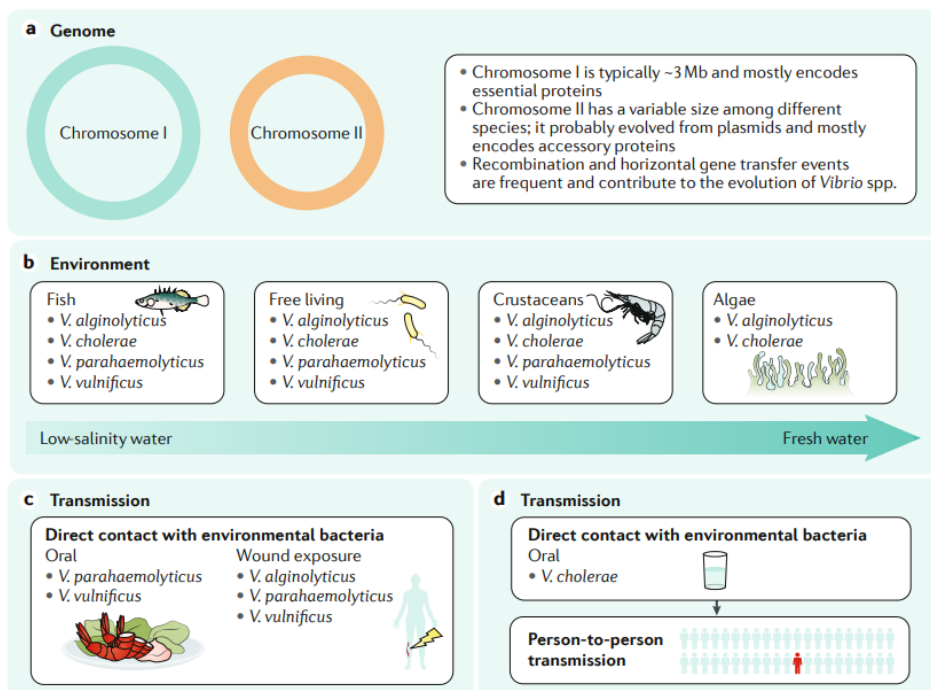 a Genome
Chromosome I
Chromosome II
• Chromosome I is typically ~3 Mb and mostly encodes
essential proteins
• Chromosome II has a variable size among different
species; it probably evolved from plasmids and mostly
encodes accessory proteins
• Recombination and horizontal gene transfer events
are frequent and contribute to the evolution of Vibrio spp.
b Environment
Fish
• V. alginolyticus
• V. cholerae
• V. parahaemolyticus
• V. vulnificus
Free living
• V. alginolyticus
• V. cholerae
• V. parahaemolyticus
• V. vulnificus
Crustaceans
• V. alginolyticus
• V. cholerae
• V. parahaemolyticus
• V. vulnificus
Algae
• V. alginolyticus
• V. cholerae
Low-salinity water
Fresh water
c Transmission
Direct contact with environmental bacteria
Oral
• V. parahaemolyticus
• V. vulnificus
Wound exposure
• V. alginolyticus
• V. parahaemolyticus
• V. vulnificus
d Transmission
Direct contact with environmental bacteria
Oral
• V. cholerae
Person-to-person
transmission